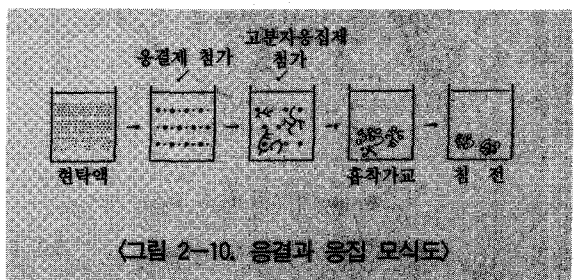 고분자응집제
응결제 첨가 첨가
현탁액 흡착가교 침 전
〈그림 2-10. 응결과 응집 모식도〉